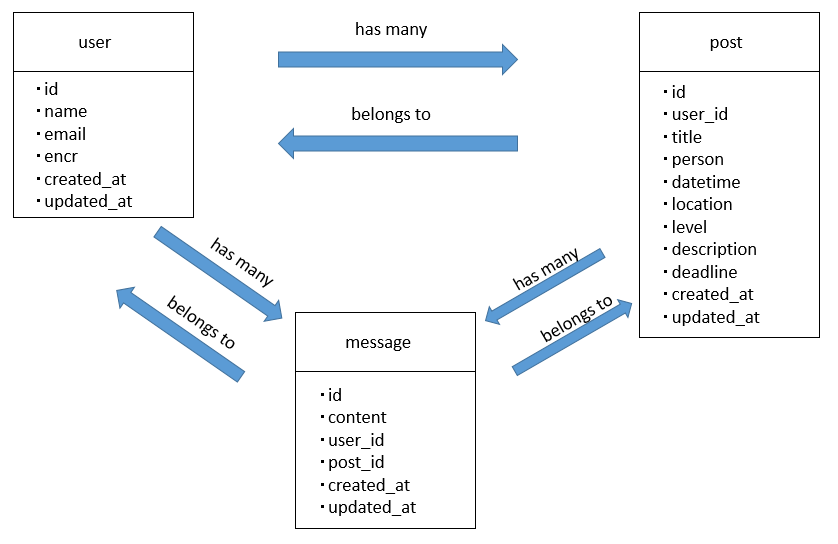 user
・id
・name
・email
・encr
・created_at
・updated_at
has many
belongs to
post
・id
・user_id
・title
・person
・datetime
・location
・level
・description
・deadline
・created_at
・updated_at
has many
belongs to
has many
belongs to
message
・id
・content
・user_id
・post_id
・created_at
・updated_at